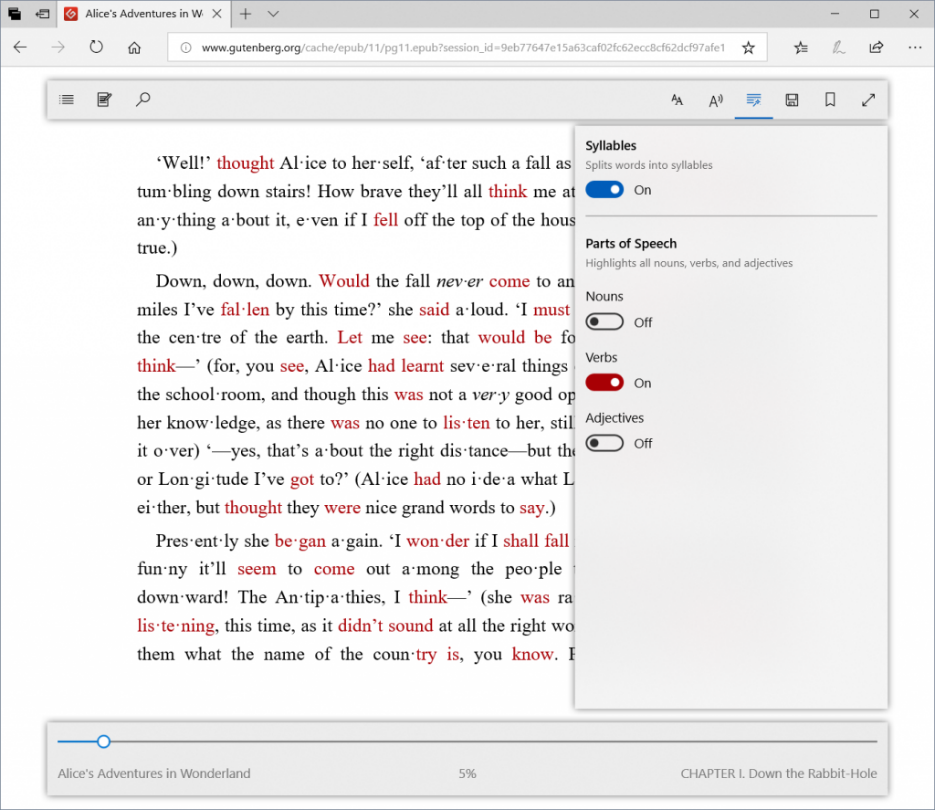 Alice's Adventures in W
www.gutenberg.org/cache/epub/11/pg11.epub?session_id=9eb77647e15a63caf02fc62ecc8cf62dcf97afe1
‘Well!’ thought Al·ice to her·self, ‘af·ter such a fall as
tum·bling down stairs! How brave they’ll all think me at
an·y·thing a·bout it, e·ven if I fell off the top of the hous
true.)
Down, down, down. Would the fall nev·er come to an
miles I’ve fal·len by this time?’ she said a·loud. ‘I must
the cen·tre of the earth. Let me see: that would be fo
think—’ (for, you see, Al·ice had learnt sev·e·ral things
the school·room, and though this was not a ver·y good op
her know·ledge, as there was no one to lis·ten to her, still
it o·ver) ‘—yes, that’s a·bout the right dis·tance—but the
or Lon·gi·tude I’ve got to?’ (Al·ice had no i·de·a what L
ei·ther, but thought they were nice grand words to say.)
Pres·ent·ly she be·gan a·gain. ‘I won·der if I shall fall
fun·ny it’ll seem to come out a·mong the peo·ple
down·ward! The An·tip·a·thies, I think—’ (she was ra
lis·te·ning, this time, as it didn’t sound at all the right wo
them what the name of the coun·try is, you know. P
Syllables
Splits words into syllables
On
Parts of Speech
Highlights all nouns, verbs, and adjectives
Nouns
Off
Verbs
On
Adjectives
Off
Alice's Adventures in Wonderland
5%
CHAPTER I. Down the Rabbit-Hole